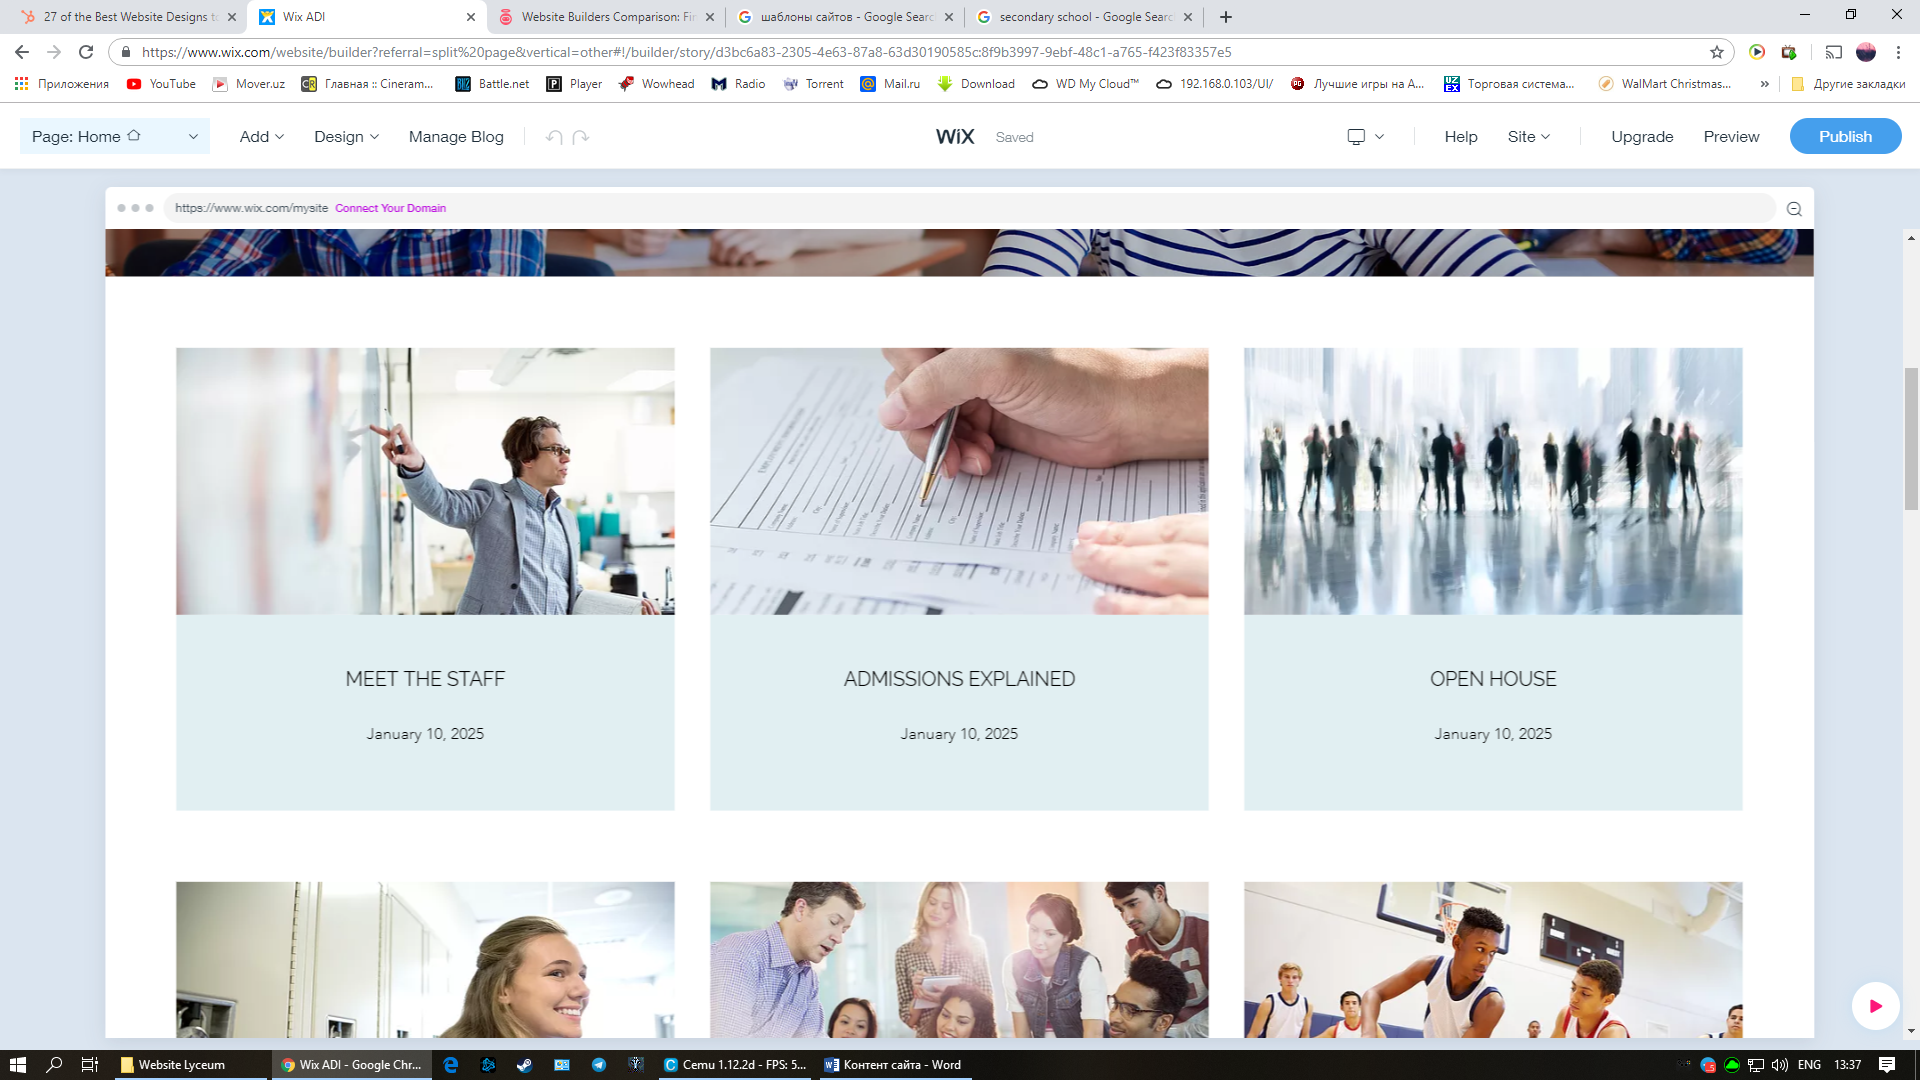 27 of the Best Website Designs to
Wix ADI
Website Builders Comparison: Fin
шаблоны сайтов - Google Searc
secondary school - Google Searc
https://www.wix.com/website/builder?referral=split%20page&vertical=other#!/builder/story/d3bc6a83-2305-4e63-87a8-63d30190585c:8f9b3997-9ebf-48c1-a765-f423f83357e5
Приложения
YouTube
Mover.uz
Главная :: Cineram...
Battle.net
Player
Wowhead
Radio
Torrent
Mail.ru
Download
WD My Cloud™
192.168.0.103/UI/
Лучшие игры на А...
Торговая система...
WalMart Christmas...
»
Другие закладки
Page: Home
Add
Design
Manage Blog
WiX
Saved
Help
Site
Upgrade
Preview
Publish
https://www.wix.com/mysite Connect Your Domain
MEET THE STAFF
January 10, 2025
ADMISSIONS EXPLAINED
January 10, 2025
OPEN HOUSE
January 10, 2025
Website Lyceum
Wix ADI - Google Chr...
Cemu 1.12.2d - FPS: 5...
Контент сайта - Word
ENG
13:37